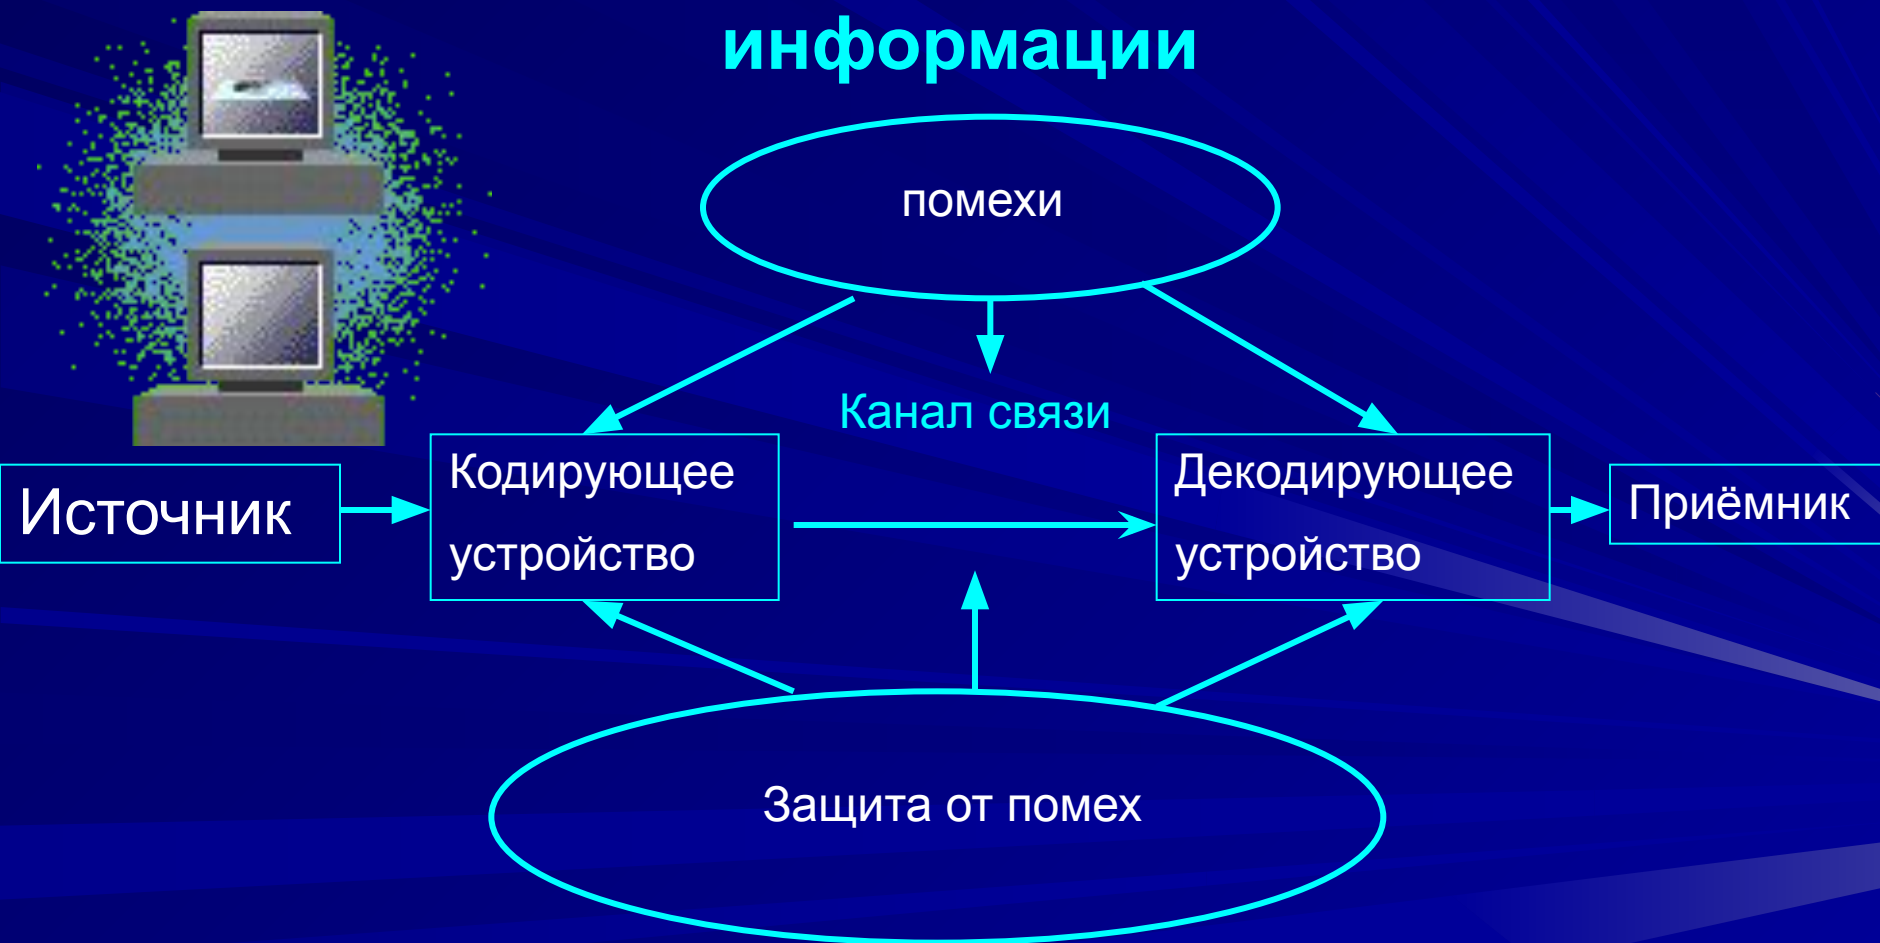 информации
помехи
Канал связи
Источник
Кодирующее
устройство
Декодирующее
устройство
Приёмник
Защита от помех